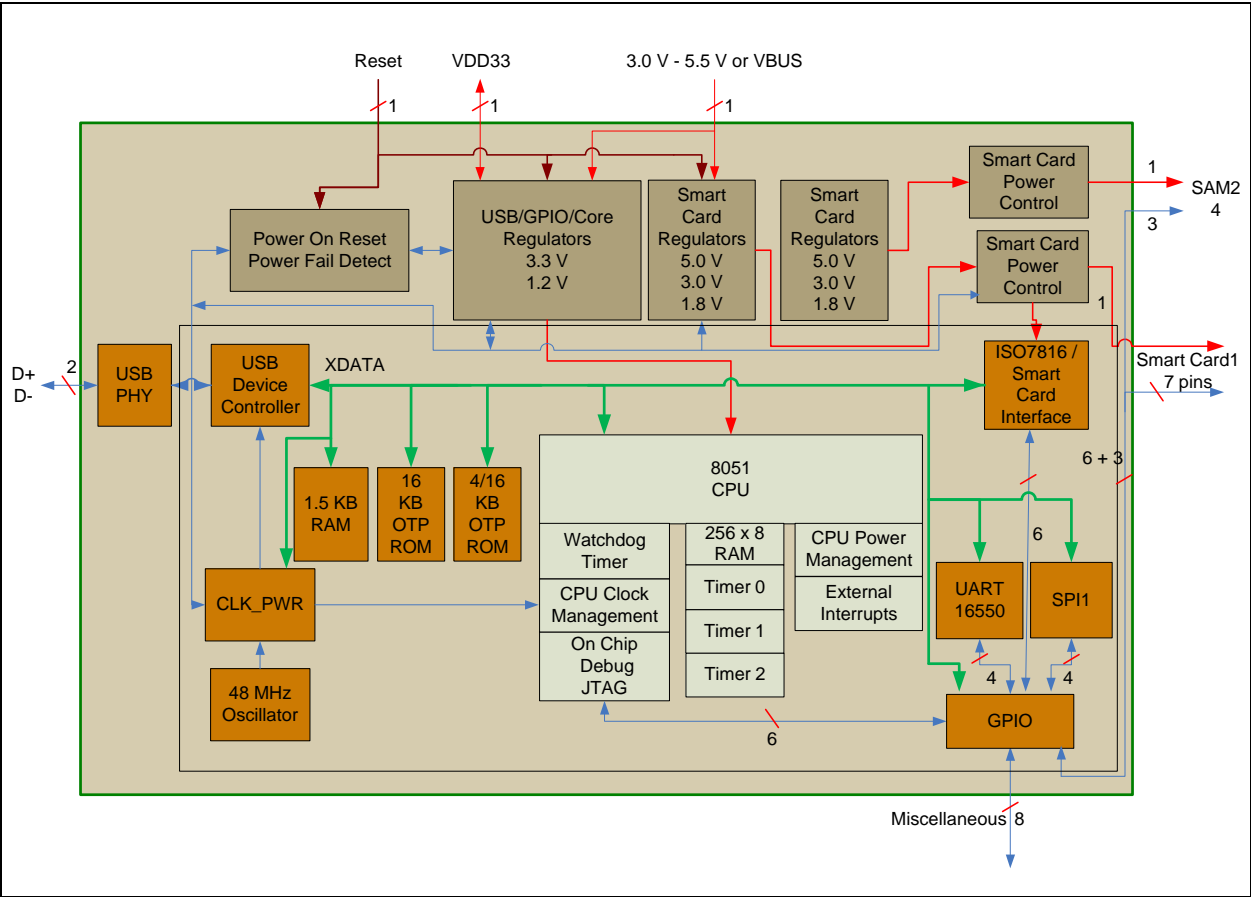 Reset
VDD33
3.0 V - 5.5 V or VBUS
1
1
1
Smart Card
Power
Control
1
SAM2
4
3
Power On Reset
Power Fail Detect
USB/GPIO/Core
Regulators
3.3 V
1.2 V
Smart
Card
Regulators
5.0 V
3.0 V
1.8 V
Smart
Card
Regulators
5.0 V
3.0 V
1.8 V
Smart Card
Power
Control
1
D+
D-
2
USB
PHY
USB
Device
Controller
XDATA
ISO7816 /
Smart
Card
Interface
Smart Card1
7 pins
6 + 3
1.5 KB
RAM
16
KB
OTP
ROM
4/16
KB
OTP
ROM
8051
CPU
Watchdog
Timer
CPU Clock
Management
On Chip
Debug
JTAG
256 x 8
RAM
Timer 0
Timer 1
Timer 2
CPU Power
Management
External
Interrupts
6
UART
16550
SPI1
4
4
CLK_PWR
48 MHz
Oscillator
6
GPIO
Miscellaneous 8